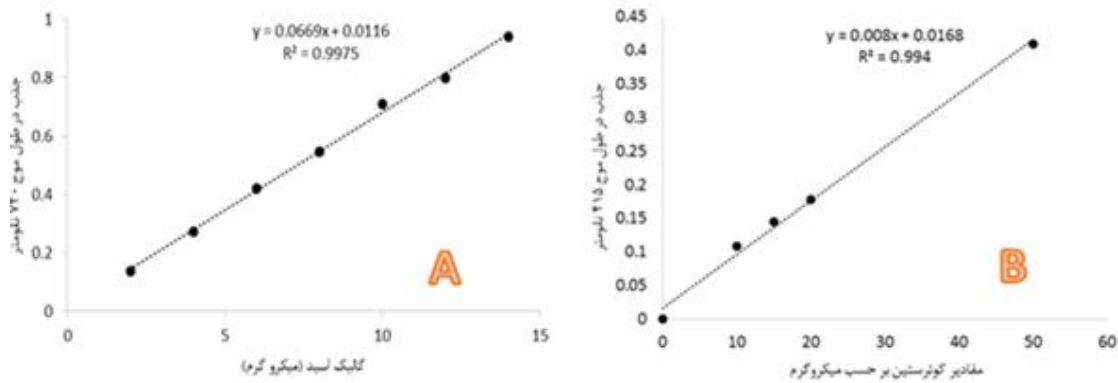 y = 0.0669x + 0.0116
R² = 0.9975
1
0.8
0.6
0.4
0.2
0
0
5
10
15
جذب در طول موج ۷۲۰ نانومتر
گالیک اسید (میکرو گرم)
A
y = 0.008x + 0.0168
R² = 0.994
0.45
0.4
0.35
0.3
0.25
0.2
0.15
0.1
0.05
0
0
10
20
30
40
50
60
جذب در طول موج ۴۱۵ نانومتر
مقادیر کوئرستین بر حسب میکروگرم
B